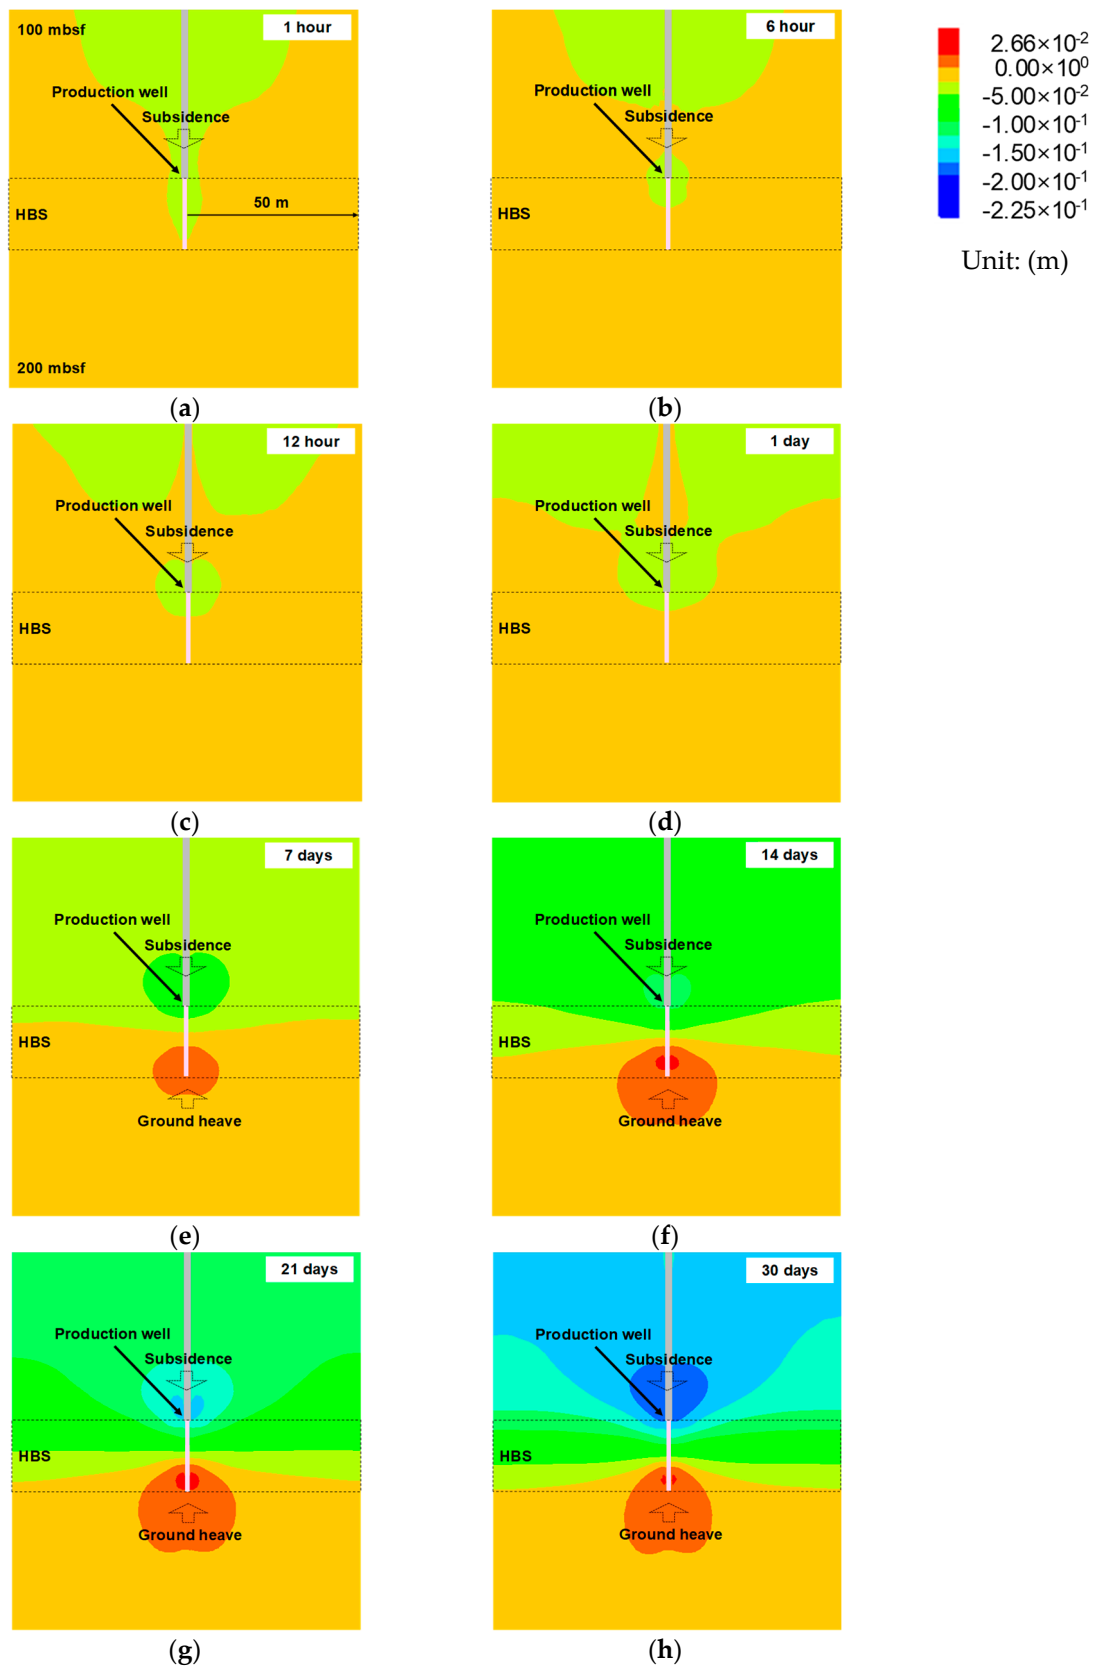 100 mbsf
1 hour
Production well
Subsidence
HBS
50 m
200 mbsf
(a)
6 hour
Production well
Subsidence
HBS
(b)
2.66×10-2
0.00×100
-5.00×10-2
-1.00×10-1
-1.50×10-1
-2.00×10-1
-2.25×10-1
Unit: (m)
12 hour
Production well
Subsidence
HBS
(c)
1 day
Production well
Subsidence
HBS
(d)
7 days
Production well
Subsidence
HBS
Ground heave
(e)
14 days
Production well
Subsidence
HBS
Ground heave
(f)
21 days
Production well
Subsidence
HBS
Ground heave
(g)
30 days
Production well
Subsidence
HBS
Ground heave
(h)